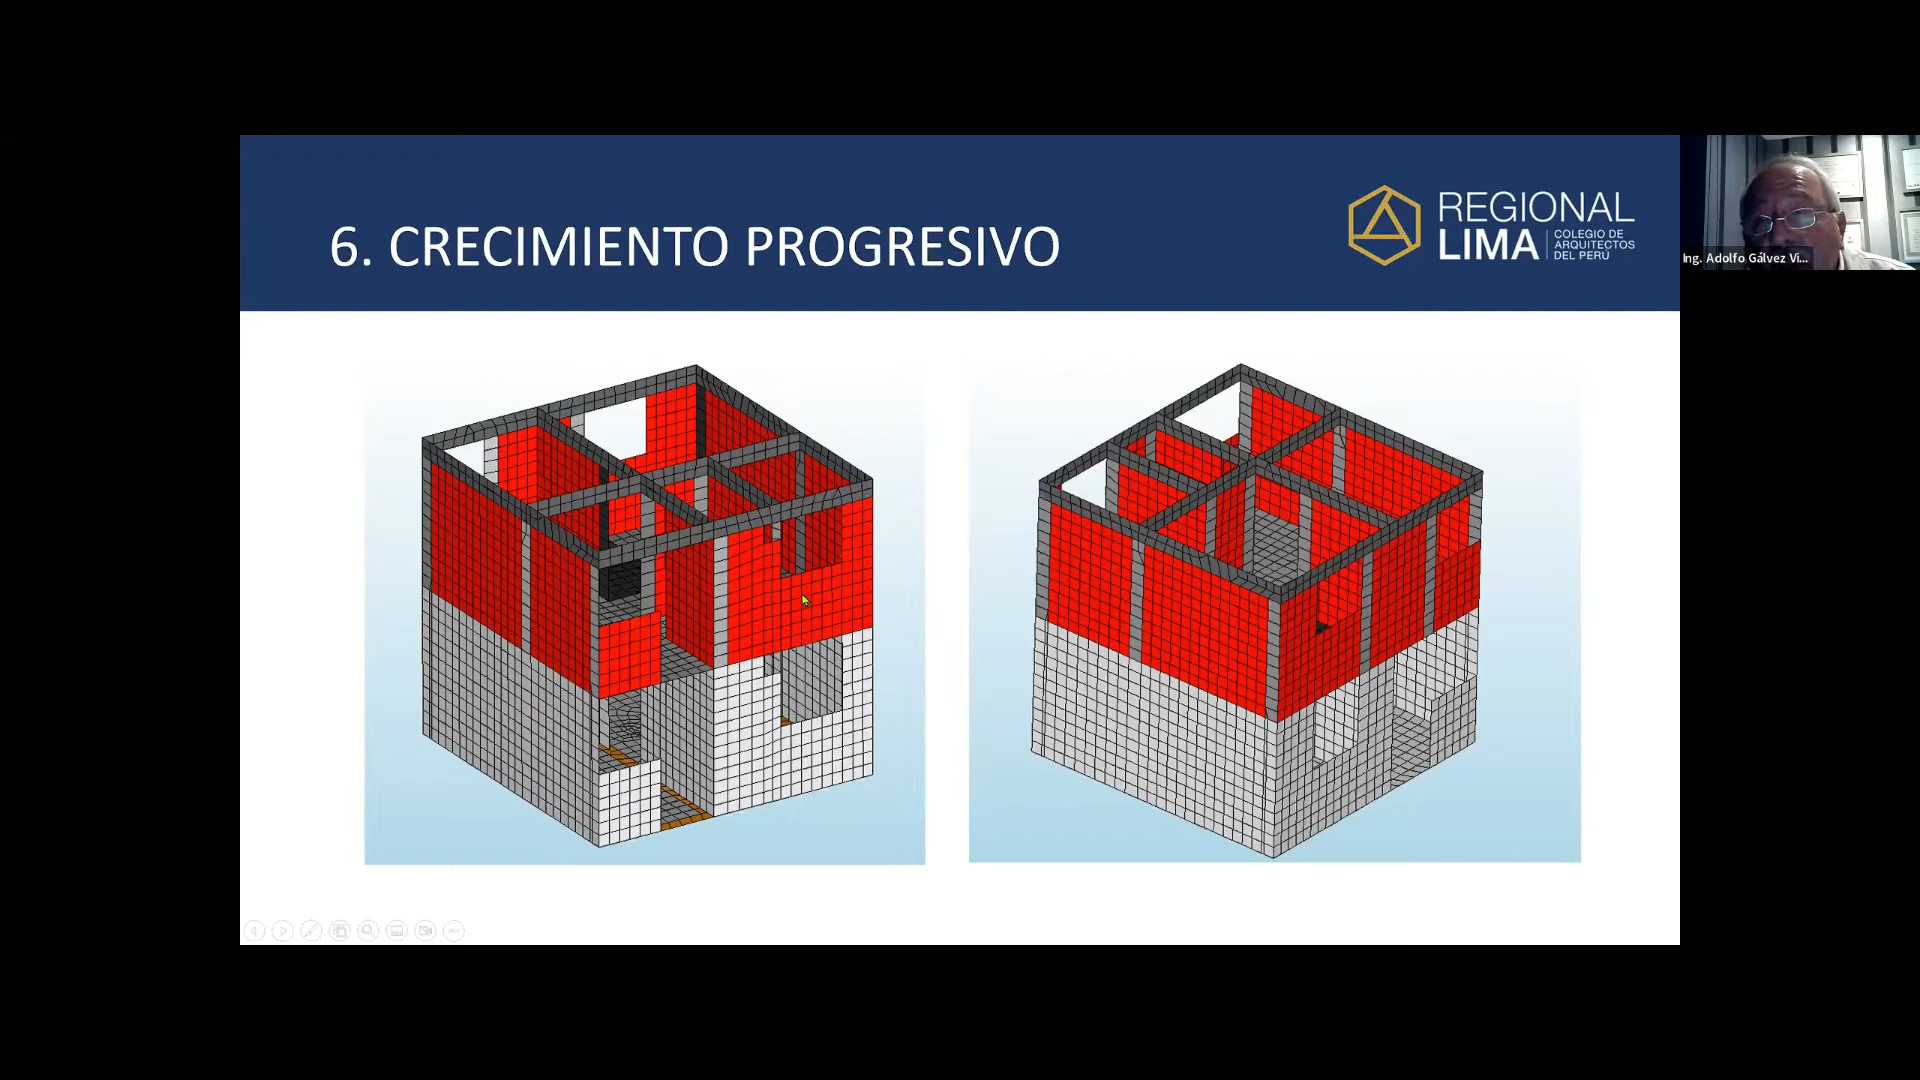 6. CRECIMIENTO PROGRESIVO
REGIONAL
LIMA
COLEGIO DE
ARQUITECTOS
DEL PERÚ
Ing. Adolfo Gálvez Vi...